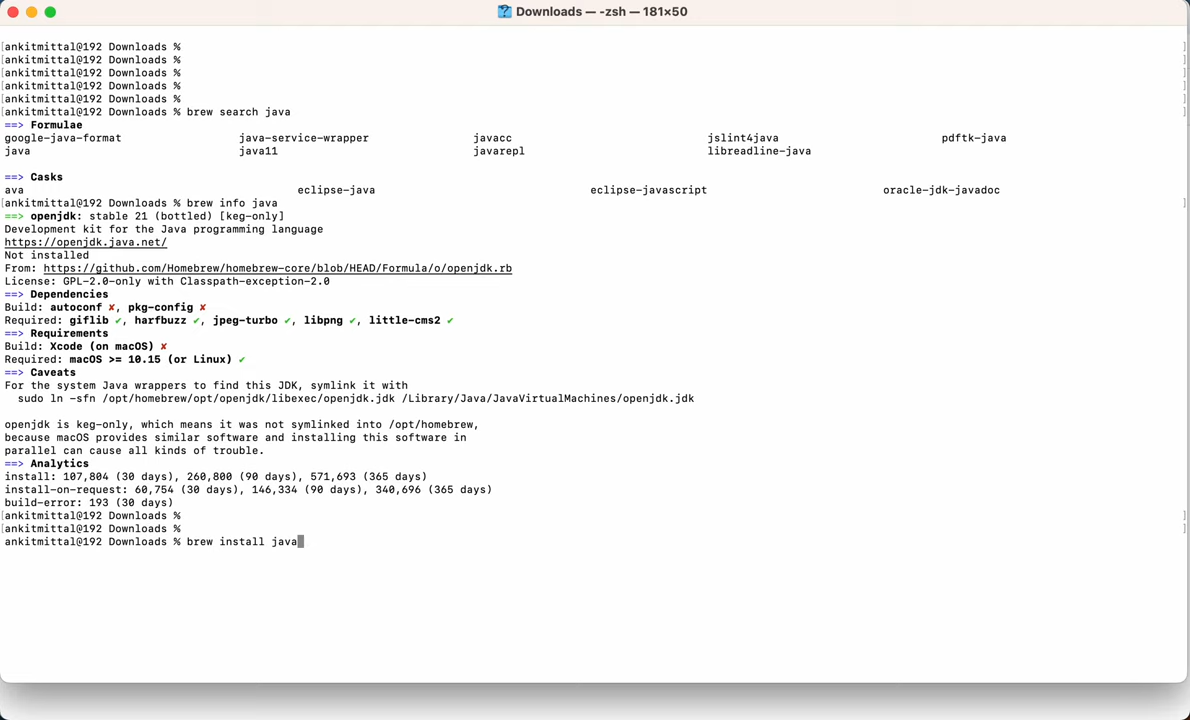 Downloads — -zsh — 181×50
[ankitmittal@192 Downloads % ]
[ankitmittal@192 Downloads % ]
[ankitmittal@192 Downloads % ]
[ankitmittal@192 Downloads % ]
[ankitmittal@192 Downloads % ]
[ankitmittal@192 Downloads % brew search java ]
==> Formulae
google-java-format java-service-wrapper javacc jslint4java pdftk-java
java java11 javarepl libreadline-java
==> Casks
ava eclipse-java eclipse-javascript oracle-jdk-javadoc
[ankitmittal@192 Downloads % brew info java ]
==> openjdk: stable 21 (bottled) [keg-only]
Development kit for the Java programming language
https://openjdk.java.net/
Not installed
From: https://github.com/Homebrew/homebrew-core/blob/HEAD/Formula/o/openjdk.rb
License: GPL-2.0-only with Classpath-exception-2.0
==> Dependencies
Build: autoconf ✘, pkg-config ✘
Required: giflib ✔, harfbuzz ✔, jpeg-turbo ✔, libpng ✔, little-cms2 ✔
==> Requirements
Build: Xcode (on macOS) ✘
Required: macOS >= 10.15 (or Linux) ✔
==> Caveats
For the system Java wrappers to find this JDK, symlink it with
sudo ln -sfn /opt/homebrew/opt/openjdk/libexec/openjdk.jdk /Library/Java/JavaVirtualMachines/openjdk.jdk
openjdk is keg-only, which means it was not symlinked into /opt/homebrew,
because macOS provides similar software and installing this software in
parallel can cause all kinds of trouble.
==> Analytics
install: 107,804 (30 days), 260,800 (90 days), 571,693 (365 days)
install-on-request: 60,754 (30 days), 146,334 (90 days), 340,696 (365 days)
build-error: 193 (30 days)
[ankitmittal@192 Downloads % ]
[ankitmittal@192 Downloads % ]
ankitmittal@192 Downloads % brew install java